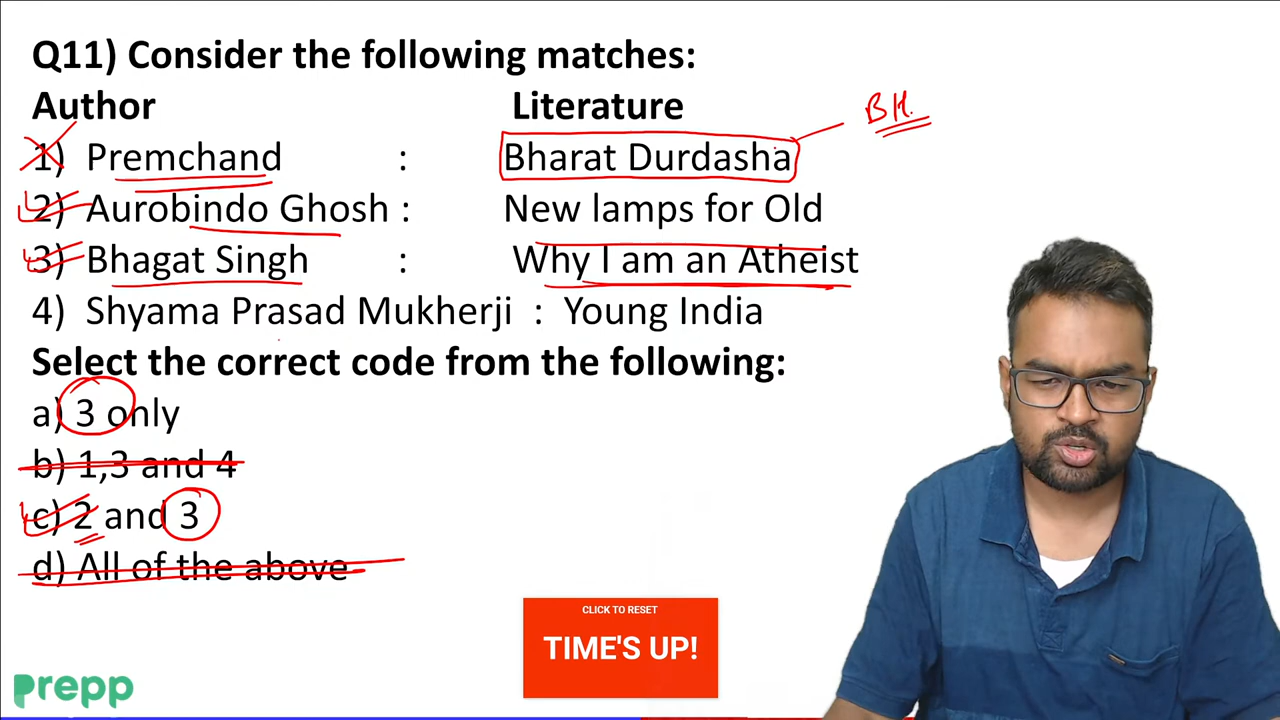 Q11) Consider the following matches:
Author Literature
BH.
1) Premchand : Bharat Durdasha
2) Aurobindo Ghosh : New lamps for Old
3) Bhagat Singh : Why I am an Atheist
4) Shyama Prasad Mukherji : Young India
Select the correct code from the following:
a) 3 only
b) 1,3 and 4
c) 2 and 3
d) All of the above
CLICK TO RESET
TIME'S UP!
prepp